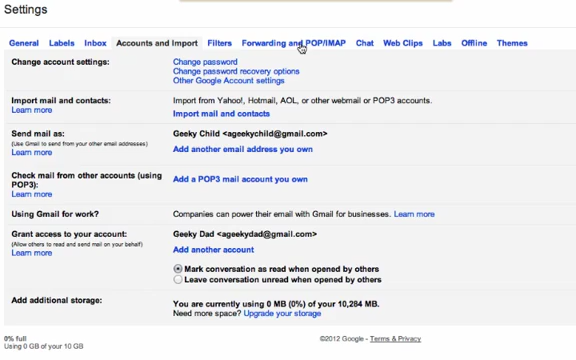 Settings
General Labels Inbox Accounts and Import Filters Forwarding and POP/IMAP Chat Web Clips Labs Offline Themes
Change account settings: Change password
Change password recovery options
Other Google Account settings
Import mail and contacts: Import from Yahoo!, Hotmail, AOL, or other webmail or POP3 accounts.
Learn more Import mail and contacts
Send mail as: Geeky Child <ageekychild@gmail.com>
(Use Gmail to send from your other email addresses)
Learn more Add another email address you own
Check mail from other accounts (using POP3): Add a POP3 mail account you own
Learn more
Using Gmail for work? Companies can power their email with Gmail for businesses. Learn more
Grant access to your account: Geeky Dad <ageekydad@gmail.com>
(Allow others to read and send mail on your behalf)
Learn more Add another account
Mark conversation as read when opened by others
Leave conversation unread when opened by others
Add additional storage: You are currently using 0 MB (0%) of your 10,284 MB.
Need more space? Upgrade your storage
0% full
Using 0 GB of your 10 GB
©2012 Google - Terms & Privacy